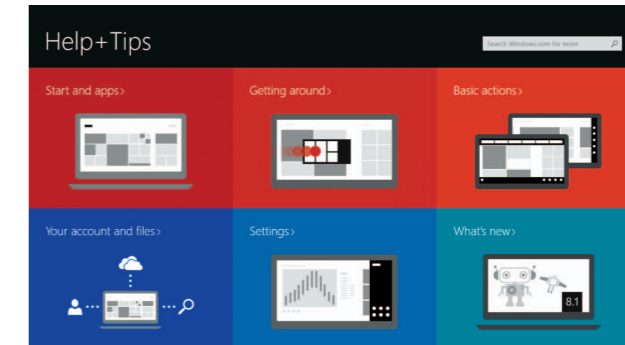 Help+Tips
Search Windows.com for more
Start and apps›
Getting around›
Basic actions›
Your account and files›
Settings›
What's new›
8.1